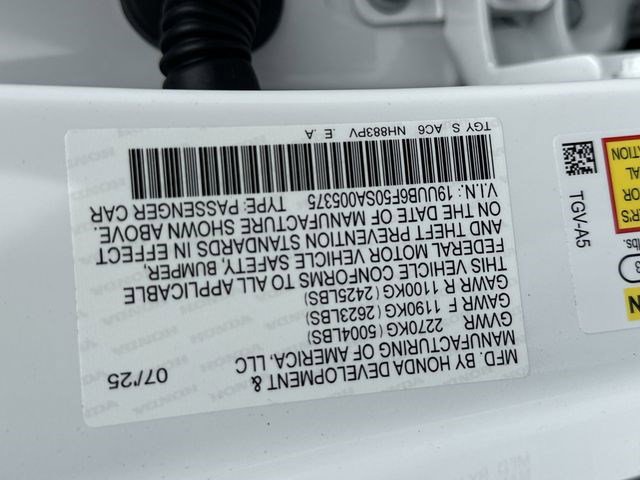 MFD. BY HONDA DEVELOPMENT &
MANUFACTURING OF AMERICA, LLC
07/'25
GVWR 2270KG (5004LBS)
GAWR F 1190KG (2623LBS)
GAWR R 1100KG (2425LBS)
THIS VEHICLE CONFORMS TO ALL APPLICABLE
FEDERAL MOTOR VEHICLE SAFETY, BUMPER,
AND THEFT PREVENTION STANDARDS IN EFFECT
ON THE DATE OF MANUFACTURE SHOWN ABOVE.
V.I.N.: 19UUB6F50SA005375 TYPE: PASSENGER CAR
TGY S AC6 NH883PV .E .A
TGV-A5